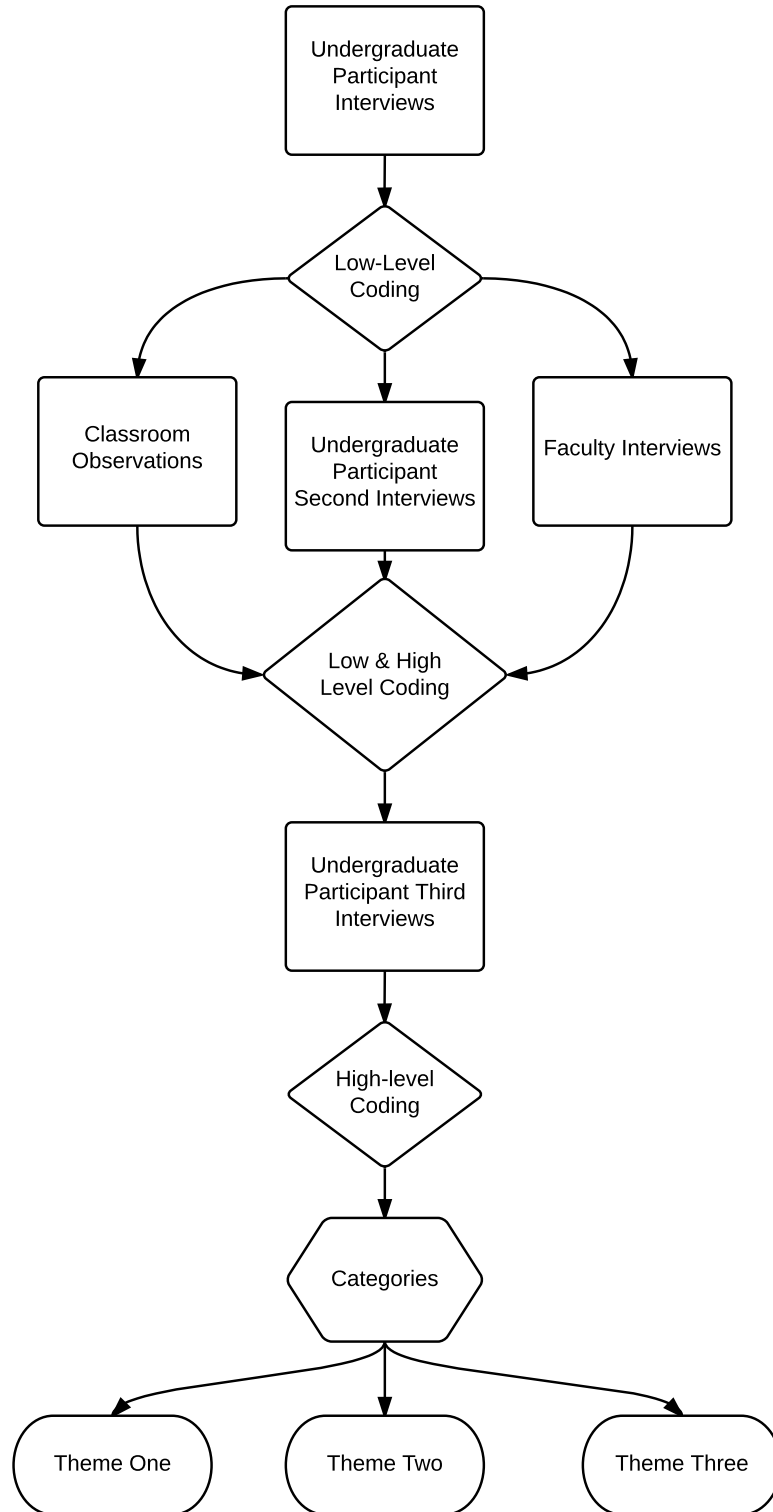 Undergraduate
Participant
Interviews
Low-Level
Coding
Classroom
Observations
Undergraduate
Participant
Second Interviews
Faculty Interviews
Low & High
Level Coding
Undergraduate
Participant Third
Interviews
High-level
Coding
Categories
Theme One
Theme Two
Theme Three